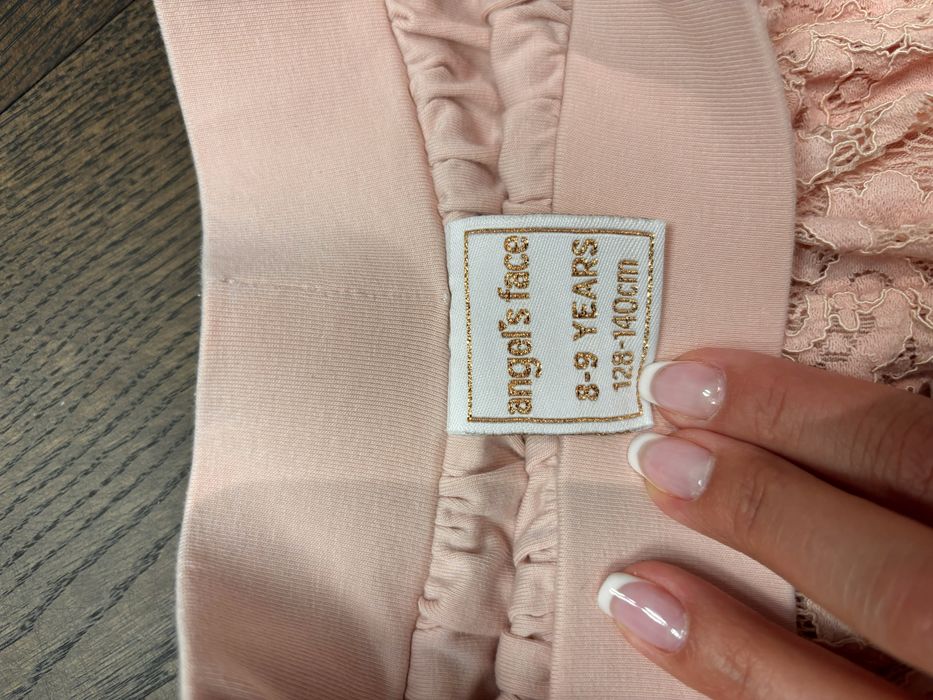 angel's face
8-9 YEARS
128-140cm